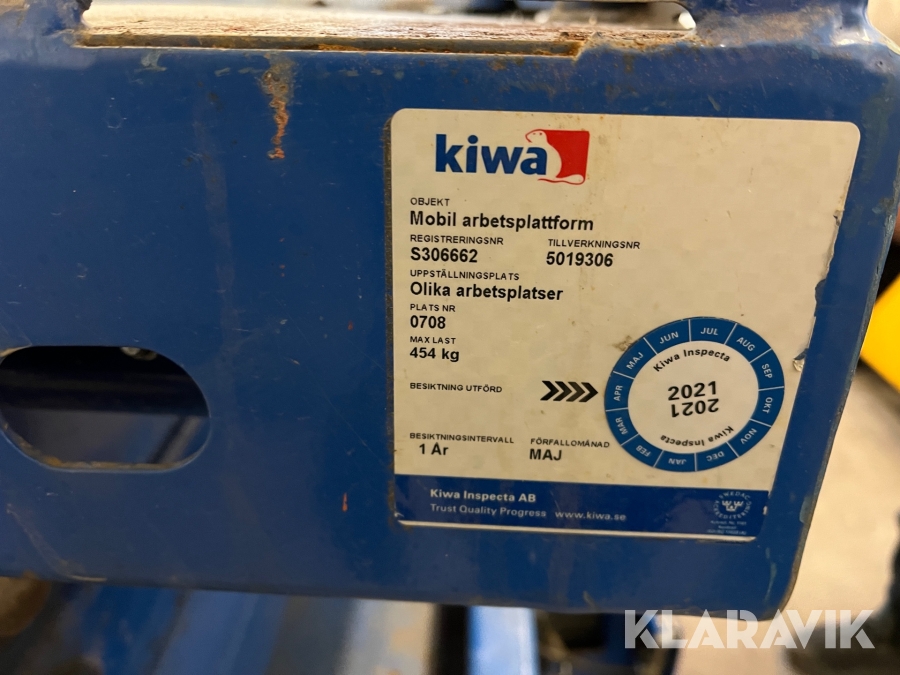 kiwa
OBJEKT
Mobil arbetsplattform
REGISTRERINGSNR TILLVERKNINGSNR
S306662 5019306
UPPSTÄLLNINGSPLATS
Olika arbetsplatser
PLATS NR
0708
MAX LAST
454 kg
BESIKTNING UTFÖRD
BESIKTNINGSINTERVALL FÖRFALLOMÅNAD
1 År MAJ
JAN FEB MAR APR MAJ JUN JUL AUG SEP OKT NOV DEC
Kiwa Inspecta
2021
2021
Kiwa Inspecta
Kiwa Inspecta AB
Trust Quality Progress www.kiwa.se
KLARAVIK